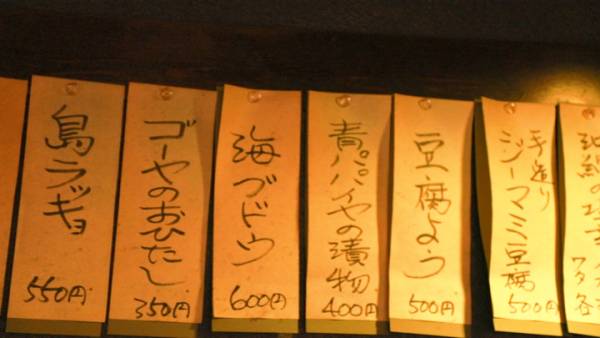 島ラッキョ
550円
ゴーヤのおひたし
350円
海ブドウ
600円
青パパイヤの漬物
400円
豆腐よう
500円
手造り
ジーマミ豆腐
500円